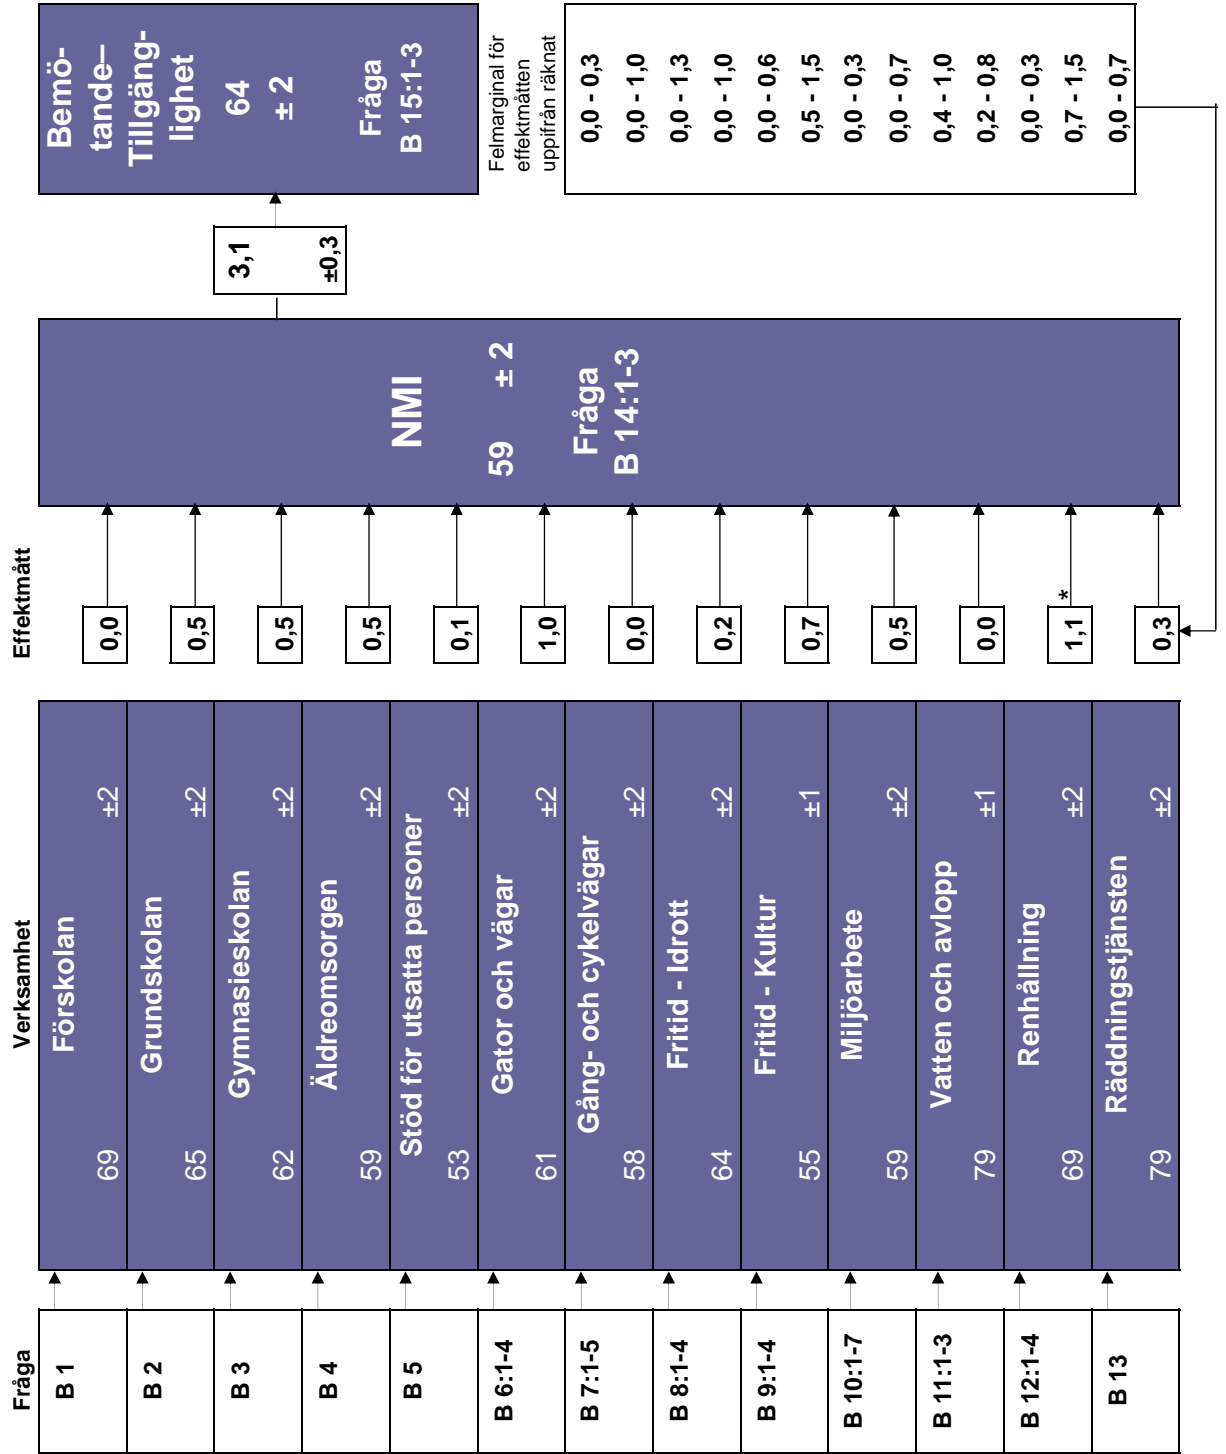 Fråga
Verksamhet
Effektmått
B 1
Förskolan
69 ±2
0,0
B 2
Grundskolan
65 ±2
0,5
B 3
Gymnasieskolan
62 ±2
0,5
B 4
Äldreomsorgen
59 ±2
0,5
B 5
Stöd för utsatta personer
53 ±2
0,1
B 6:1-4
Gator och vägar
61 ±2
1,0
B 7:1-5
Gång- och cykelvägar
58 ±2
0,0
B 8:1-4
Fritid - Idrott
64 ±2
0,2
B 9:1-4
Fritid - Kultur
55 ±1
0,7
B 10:1-7
Miljöarbete
59 ±2
0,5
B 11:1-3
Vatten och avlopp
79 ±1
0,0
B 12:1-4
Renhållning
69 ±2
1,1 *
B 13
Räddningstjänsten
79 ±2
0,3
NMI
59 ± 2
Fråga
B 14:1-3
3,1
±0,3
Bemö-
tande–
Tillgäng-
lighet
64
± 2
Fråga
B 15:1-3
Felmarginal för
effektmåtten
uppifrån räknat
0,0 - 0,3
0,0 - 1,0
0,0 - 1,3
0,0 - 1,0
0,0 - 0,6
0,5 - 1,5
0,0 - 0,3
0,0 - 0,7
0,4 - 1,0
0,2 - 0,8
0,0 - 0,3
0,7 - 1,5
0,0 - 0,7